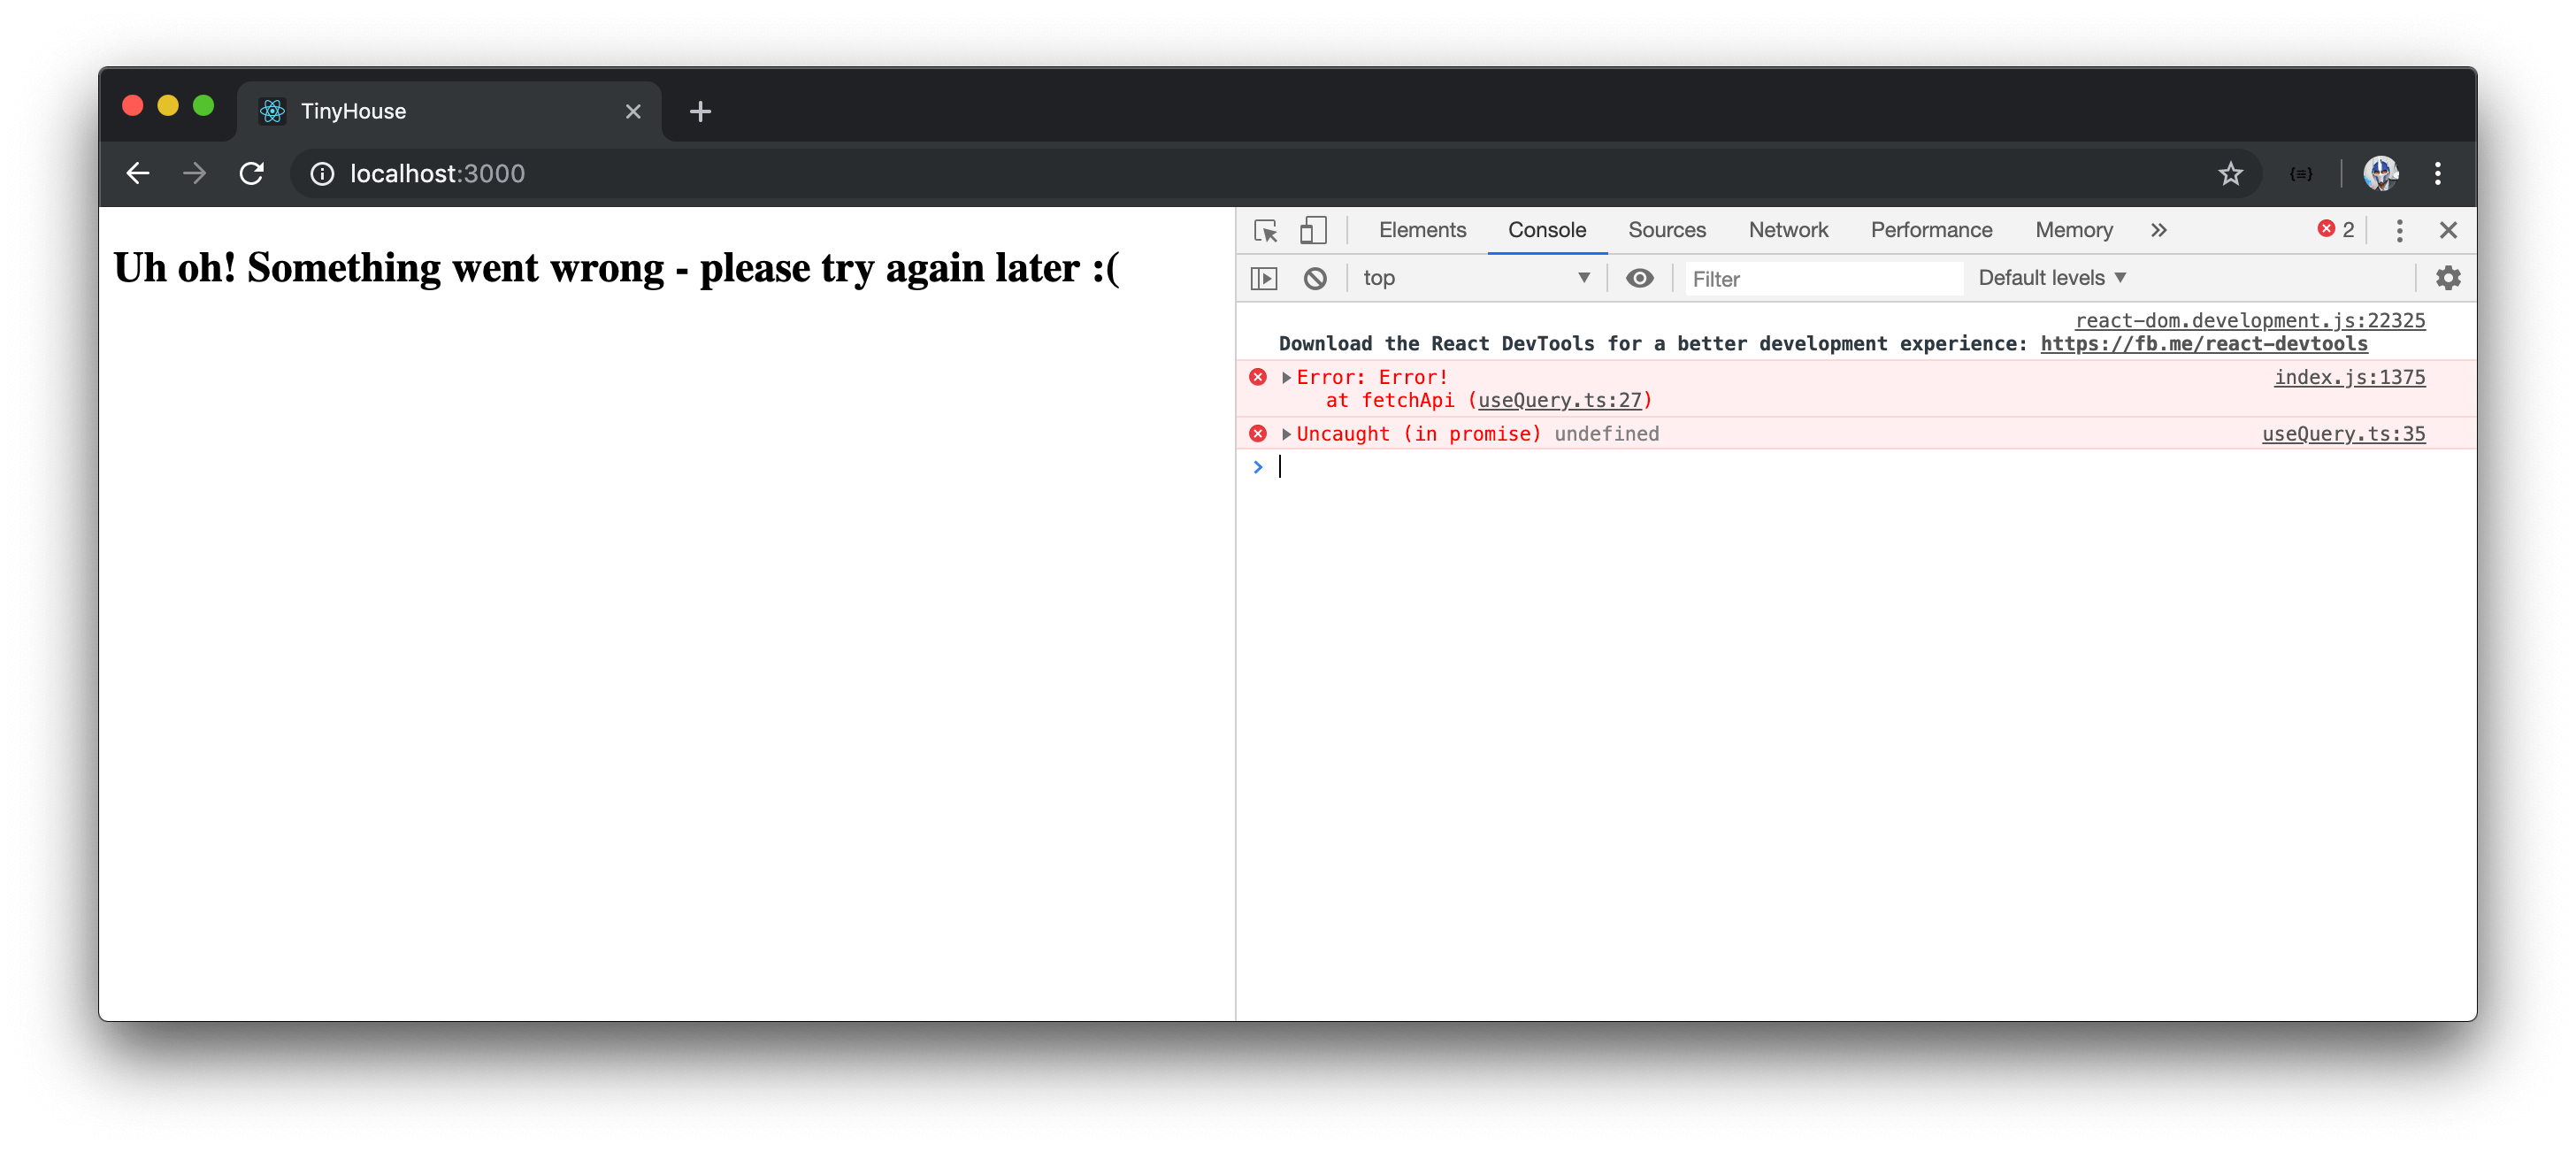 TinyHouse
localhost:3000
Uh oh! Something went wrong - please try again later :(
Elements Console Sources Network Performance Memory » 2
top Filter Default levels
react-dom.development.js:22325
Download the React DevTools for a better development experience: https://fb.me/react-devtools
Error: Error! index.js:1375
at fetchApi (useQuery.ts:27)
Uncaught (in promise) undefined useQuery.ts:35